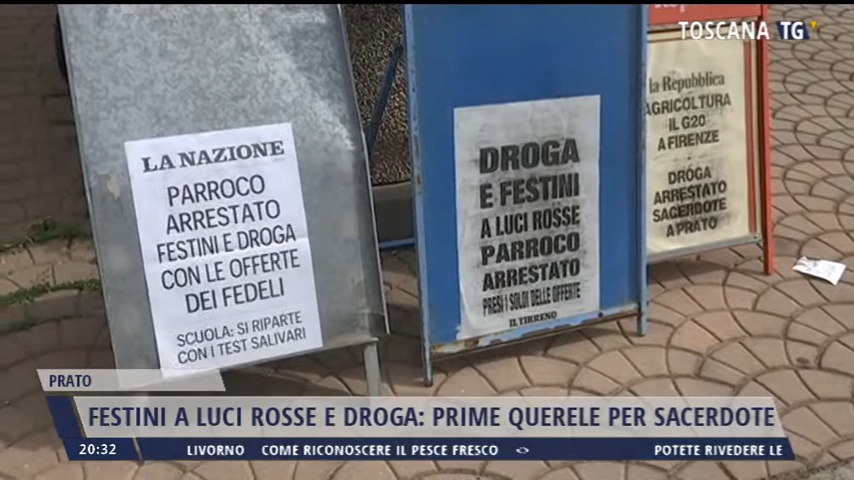 TOSCANA TG
LA NAZIONE
PARROCO
ARRESTATO
FESTINI E DROGA
CON LE OFFERTE
DEI FEDELI
SCUOLA: SI RIPARTE
CON I TEST SALIVARI
DROGA
E FESTINI
A LUCI ROSSE
PARROCO
ARRESTATO
PRESI I SOLDI DELLE OFFERTE
IL TIRRENO
la Repubblica
AGRICOLTURA
IL G20
A FIRENZE
DROGA
ARRESTATO
SACERDOTE
A PRATO
PRATO
FESTINI A LUCI ROSSE E DROGA: PRIME QUERELE PER SACERDOTE
20:32 LIVORNO COME RICONOSCERE IL PESCE FRESCO POTETE RIVEDERE LE